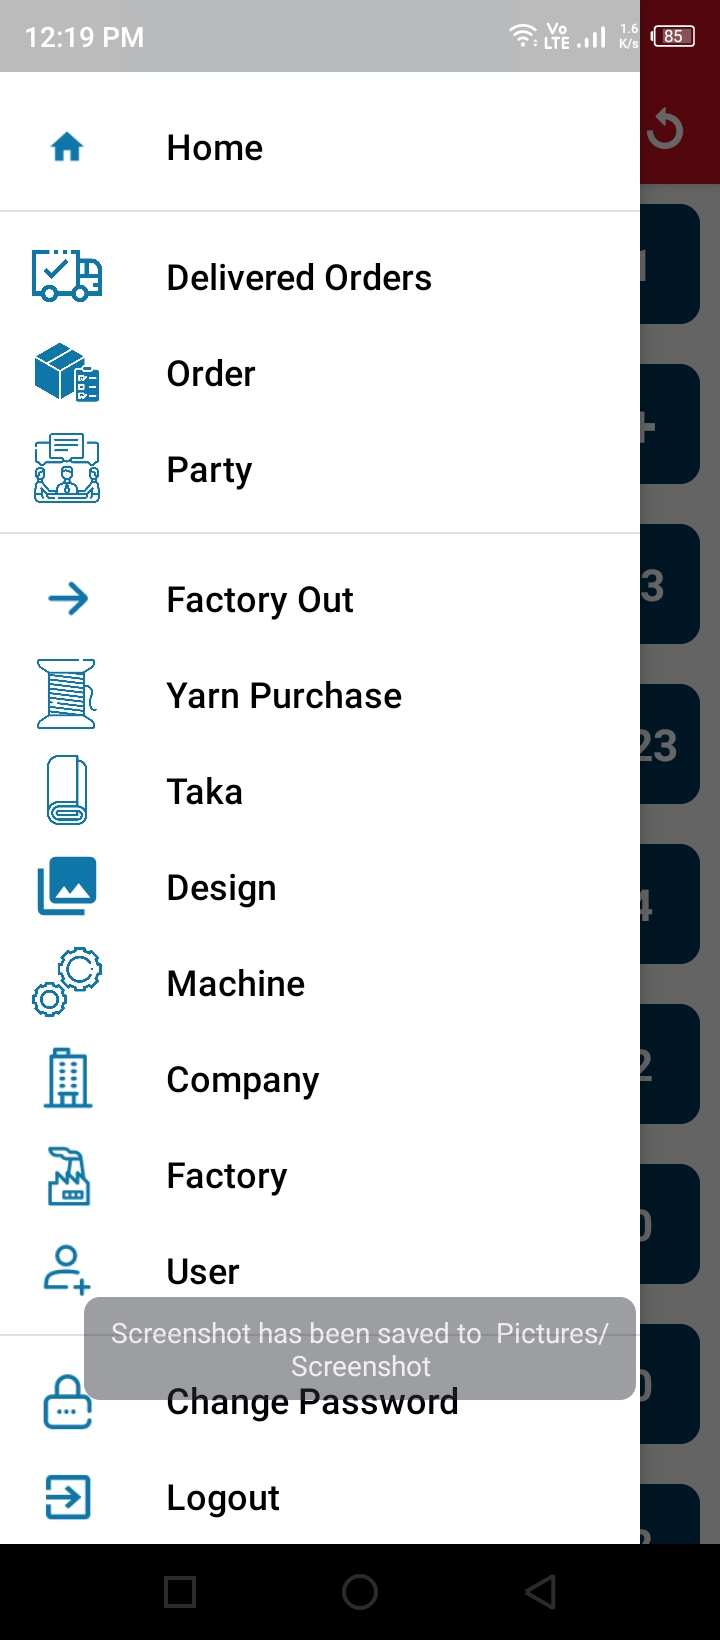 12:19 PM
Vo
LTE
1.6
K/s
85
Home
Delivered Orders
Order
Party
Factory Out
Yarn Purchase
Taka
Design
Machine
Company
Factory
User
Screenshot has been saved to  Pictures/
Screenshot
Change Password
Logout
+
3
23
4
2
0
0